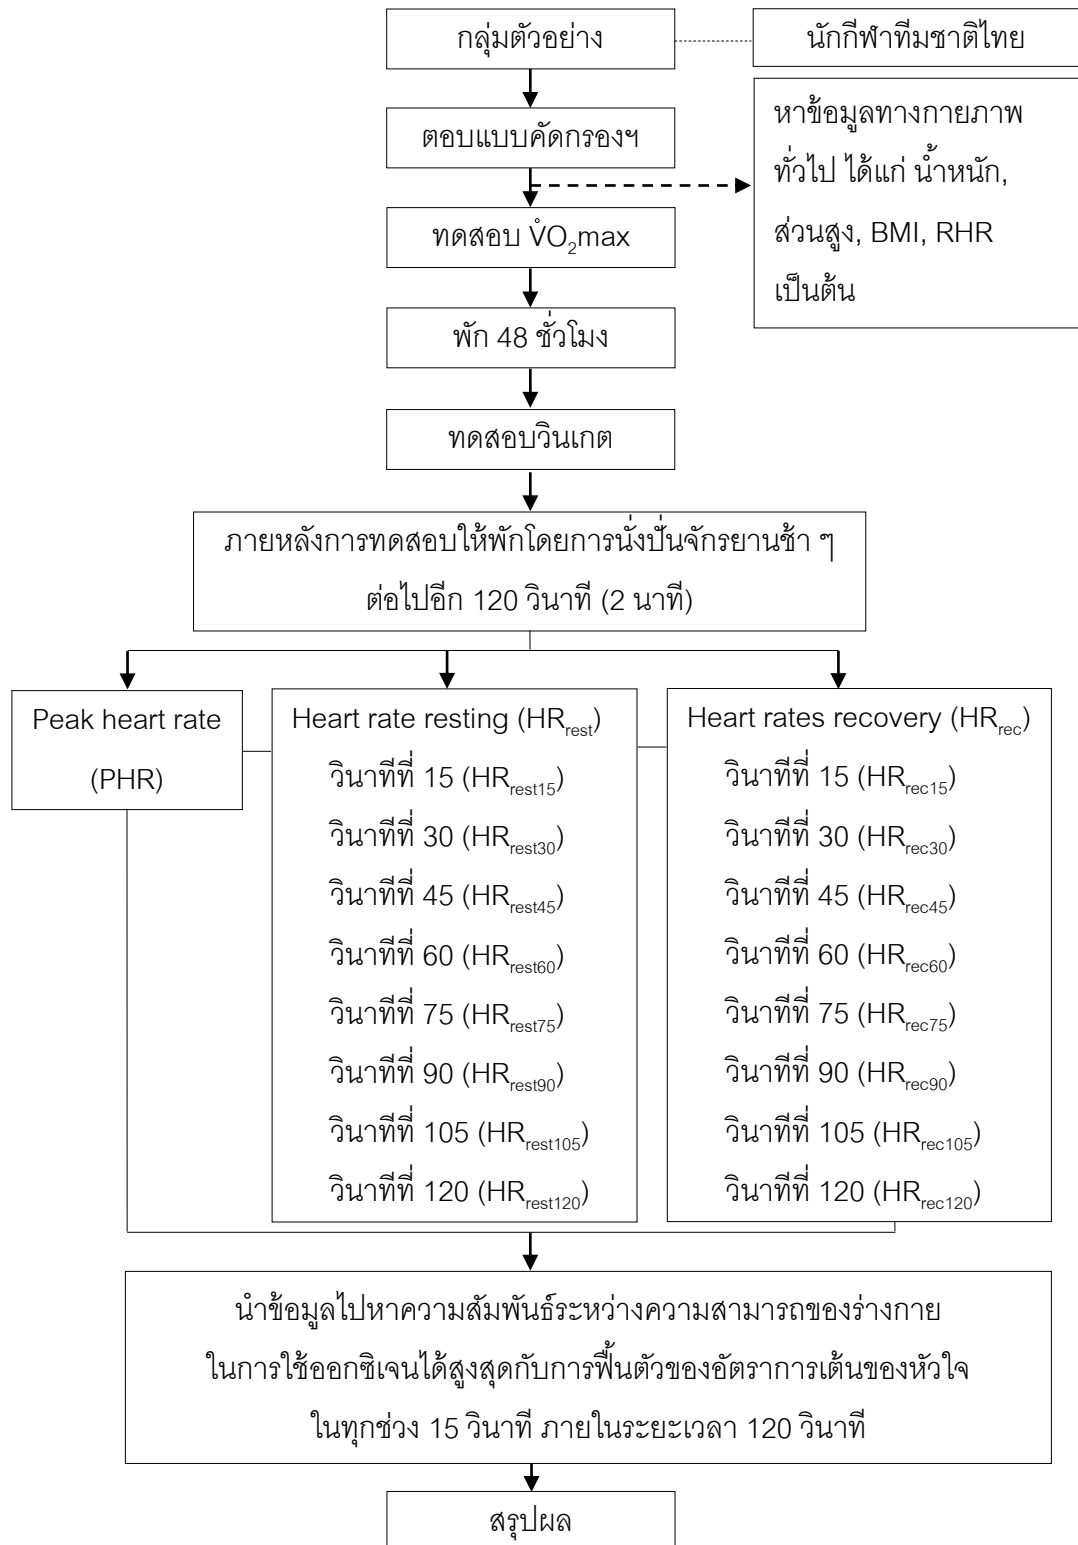 กลุ่มตัวอย่าง
นักกีฬาทีมชาติไทย
ตอบแบบคัดกรองฯ
หาข้อมูลทางกายภาพ
ทั่วไป ได้แก่ น้ำหนัก,
ส่วนสูง, BMI, RHR
เป็นต้น
ทดสอบ V̇O₂max
พัก 48 ชั่วโมง
ทดสอบวินเกต
ภายหลังการทดสอบให้พักโดยการนั่งปั่นจักรยานช้า ๆ
ต่อไปอีก 120 วินาที (2 นาที)
Peak heart rate
(PHR)
Heart rate resting (HRrest)
วินาทีที่ 15 (HRrest15)
วินาทีที่ 30 (HRrest30)
วินาทีที่ 45 (HRrest45)
วินาทีที่ 60 (HRrest60)
วินาทีที่ 75 (HRrest75)
วินาทีที่ 90 (HRrest90)
วินาทีที่ 105 (HRrest105)
วินาทีที่ 120 (HRrest120)
Heart rates recovery (HRrec)
วินาทีที่ 15 (HRrec15)
วินาทีที่ 30 (HRrec30)
วินาทีที่ 45 (HRrec45)
วินาทีที่ 60 (HRrec60)
วินาทีที่ 75 (HRrec75)
วินาทีที่ 90 (HRrec90)
วินาทีที่ 105 (HRrec105)
วินาทีที่ 120 (HRrec120)
นำข้อมูลไปหาความสัมพันธ์ระหว่างความสามารถของร่างกาย
ในการใช้ออกซิเจนได้สูงสุดกับการฟื้นตัวของอัตราการเต้นของหัวใจ
ในทุกช่วง 15 วินาที ภายในระยะเวลา 120 วินาที
สรุปผล